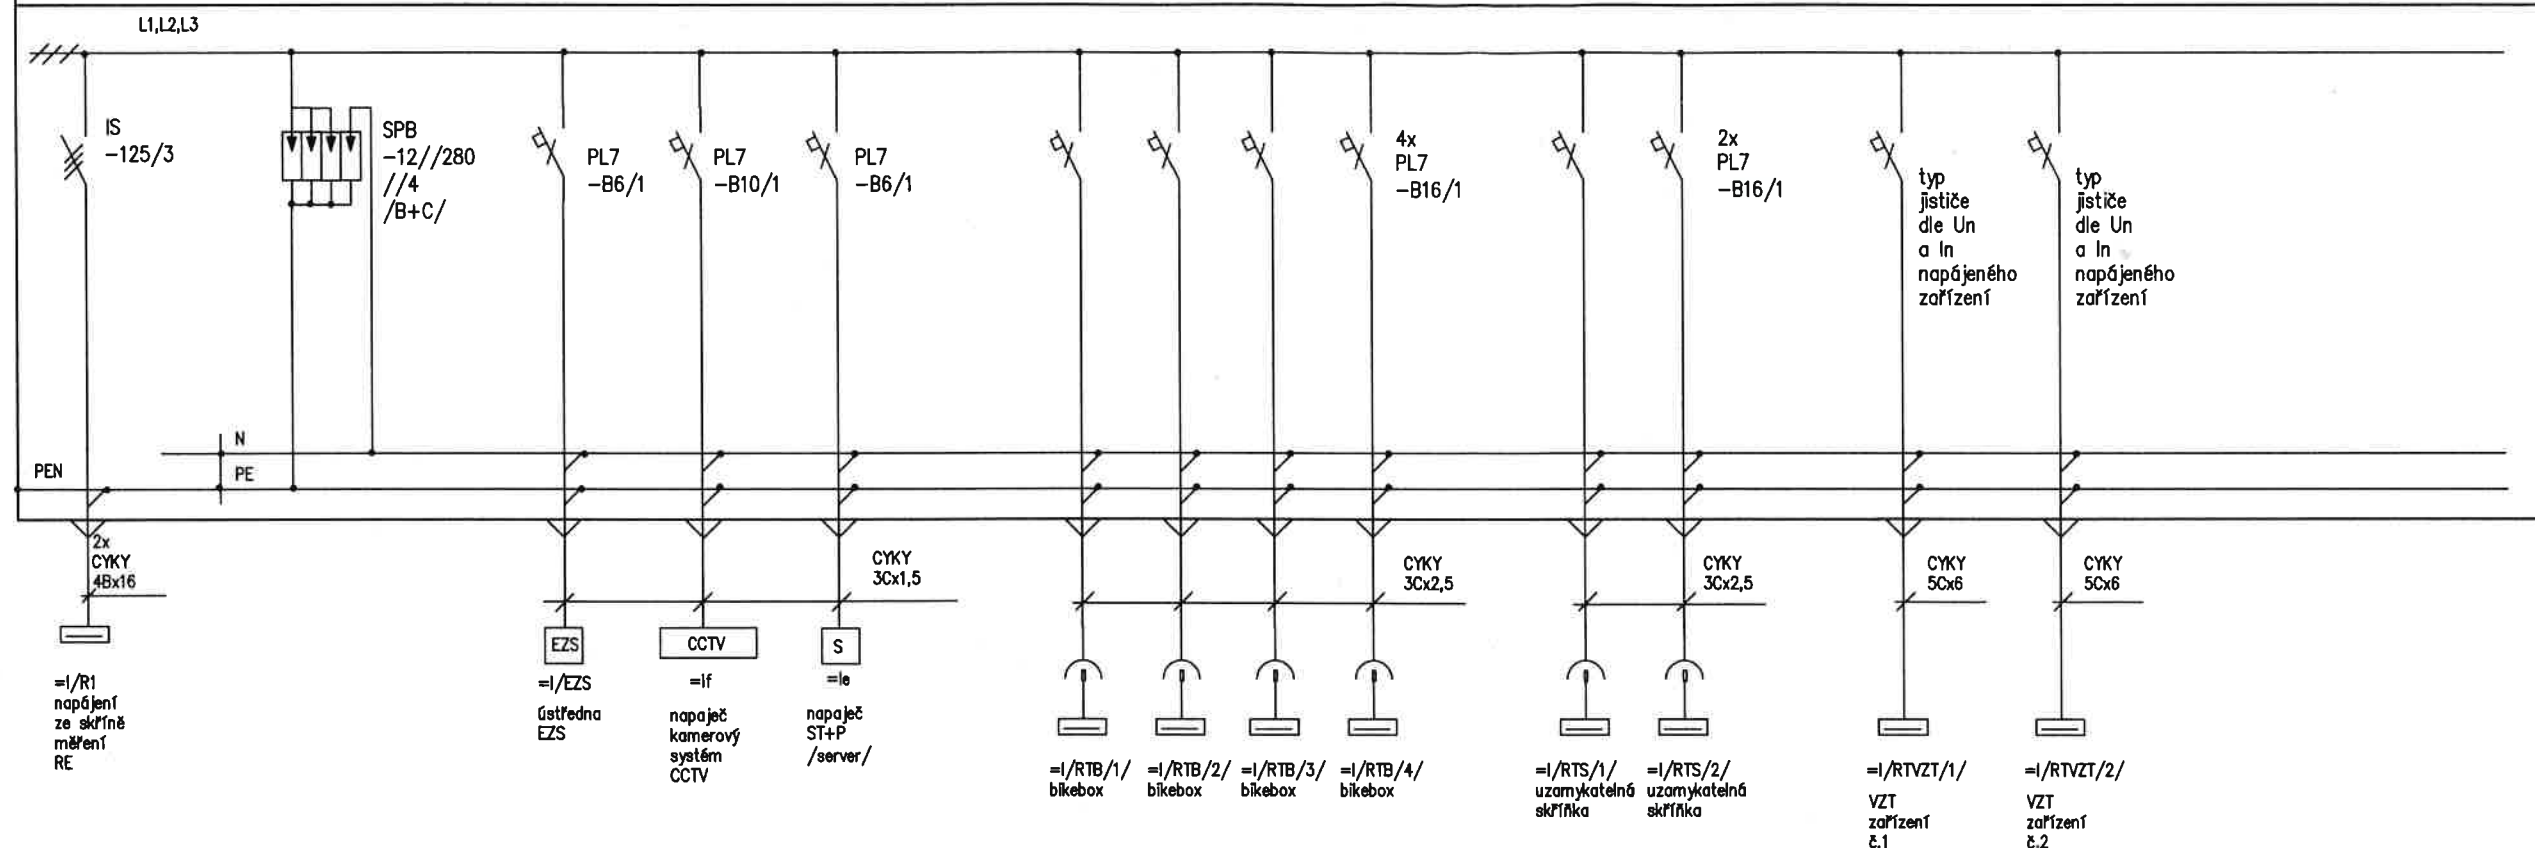 L1,L2,L3
IS
-125/3
SPB
-12//280
//4
/B+C/
PL7
-B6/1
PL7
-B10/1
PL7
-B6/1
4x
PL7
-B16/1
2x
PL7
-B16/1
typ
jističe
dle Un
a In
napájeného
zařízení
typ
jističe
dle Un
a In
napájeného
zařízení
N
PEN
PE
2x
CYKY
4Bx16
CYKY
3Cx1,5
CYKY
3Cx2,5
CYKY
3Cx2,5
CYKY
5Cx6
CYKY
5Cx6
EZS
CCTV
S
=I/R1
napájení
ze skříně
měření
RE
=I/EZS
ústředna
EZS
=If
napaječ
kamerový
systém
CCTV
=Ie
napaječ
ST+P
/server/
=I/RTB/1/
bikebox
=I/RTB/2/
bikebox
=I/RTB/3/
bikebox
=I/RTB/4/
bikebox
=I/RTS/1/
uzamykatelná
skříňka
=I/RTS/2/
uzamykatelná
skříňka
=I/RTVZT/1/
VZT
zařízení
č.1
=I/RTVZT/2/
VZT
zařízení
č.2